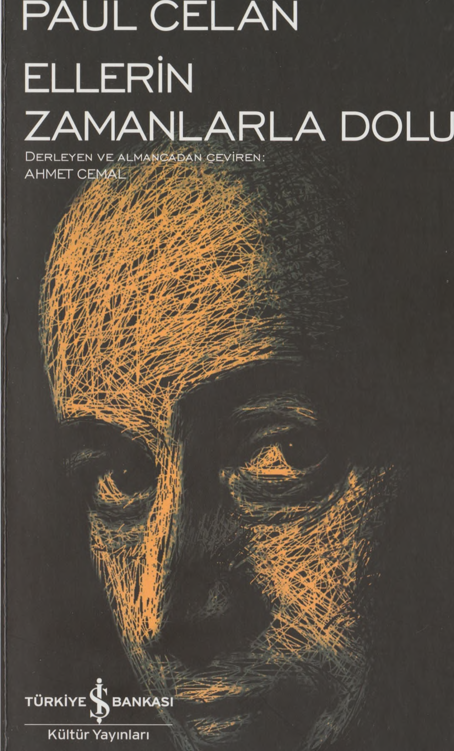 PAUL CELAN
ELLERİN
ZAMANLARLA DOLU
DERLEYEN VE ALMANCADAN ÇEVİREN:
AHMET CEMAL
TÜRKİYE İŞ BANKASI
Kültür Yayınları